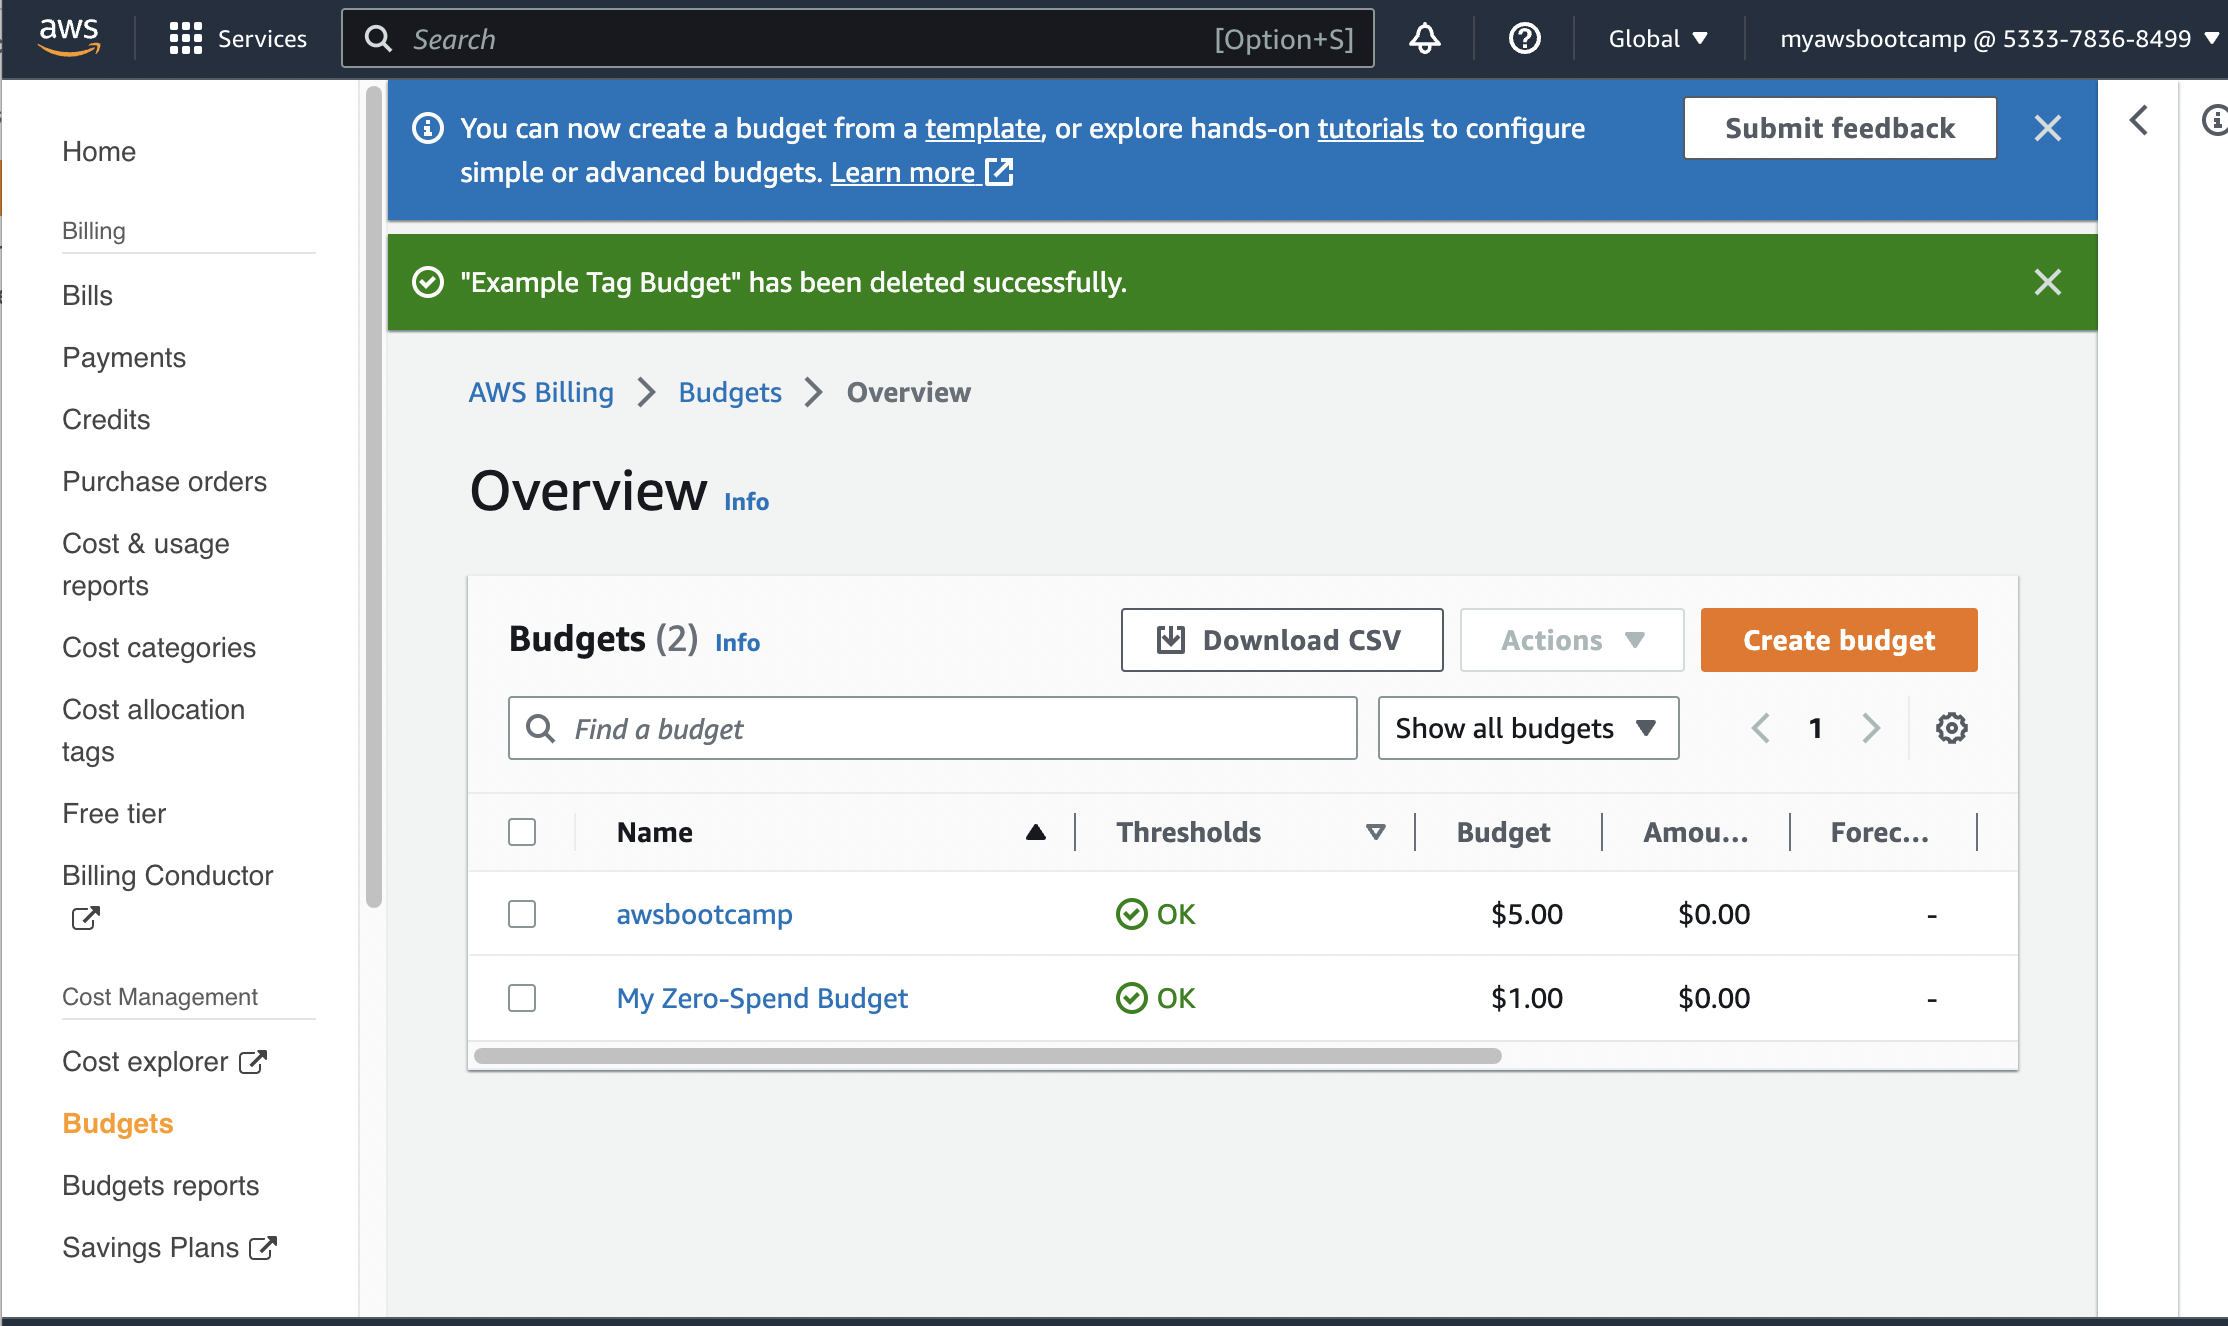 aws
Services
Search
[Option+S]
Global
myawsbootcamp @ 5333-7836-8499
Home
Billing
Bills
Payments
Credits
Purchase orders
Cost & usage
reports
Cost categories
Cost allocation
tags
Free tier
Billing Conductor
Cost Management
Cost explorer
Budgets
Budgets reports
Savings Plans
You can now create a budget from a template, or explore hands-on tutorials to configure
simple or advanced budgets. Learn more
Submit feedback
"Example Tag Budget" has been deleted successfully.
AWS Billing
Budgets
Overview
Overview Info
Budgets (2) Info
Download CSV
Actions
Create budget
Find a budget
Show all budgets
1
Name Thresholds Budget Amou... Forec...
awsbootcamp OK $5.00 $0.00 -
My Zero-Spend Budget OK $1.00 $0.00 -